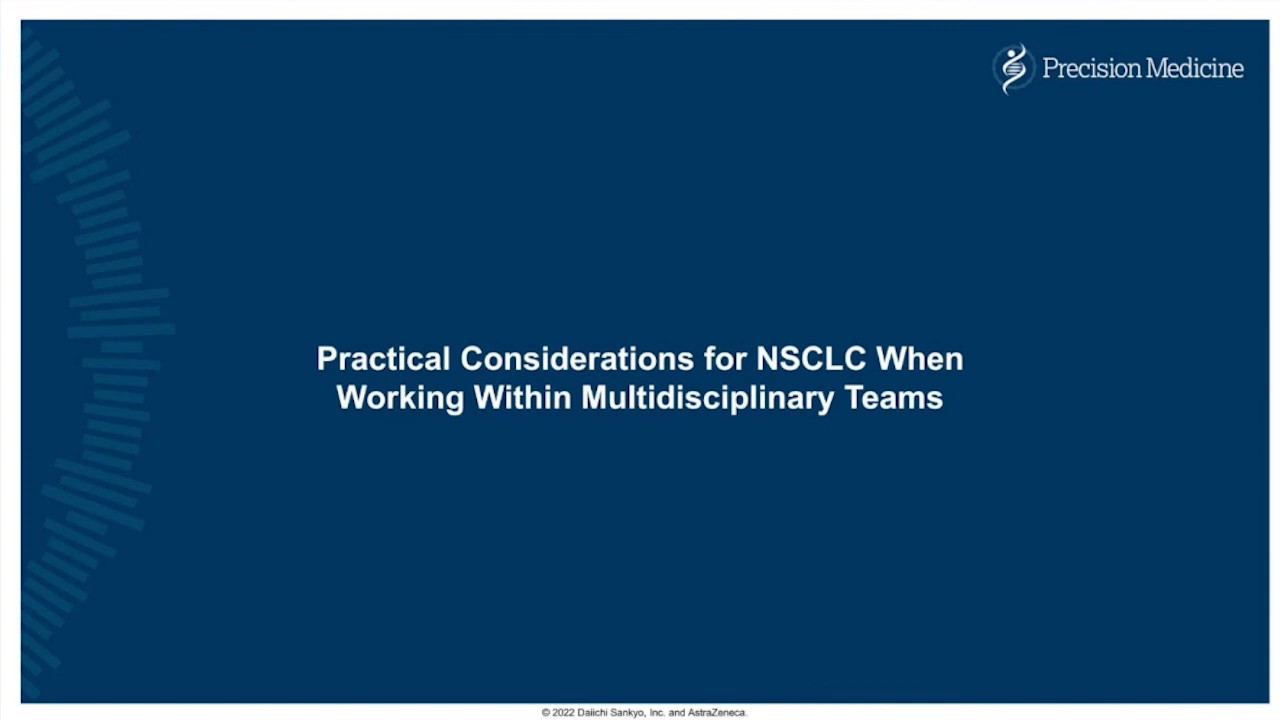 Precision Medicine
Practical Considerations for NSCLC When
Working Within Multidisciplinary Teams
© 2022 Daiichi Sankyo, Inc. and AstraZeneca.